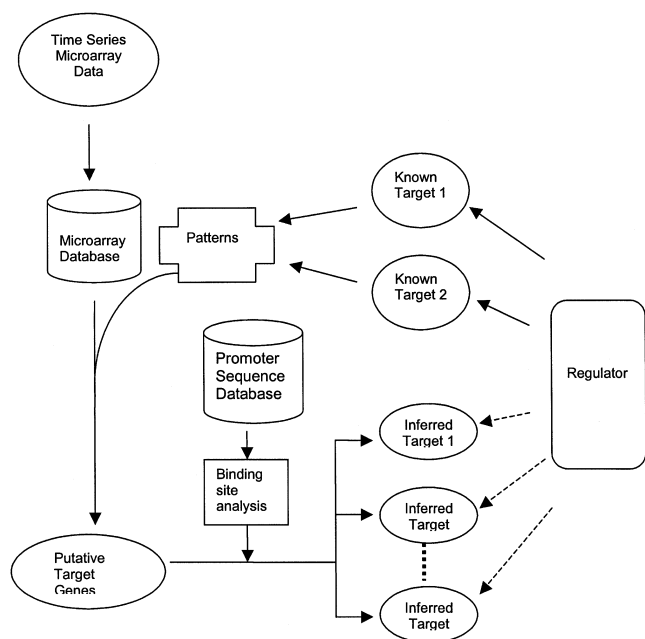 Time Series
Microarray
Data
Known
Target 1
Microarray
Database
Patterns
Known
Target 2
Promoter
Sequence
Database
Regulator
Inferred
Target 1
Binding
site
analysis
Inferred
Target
Putative
Target
Genes
Inferred
Target